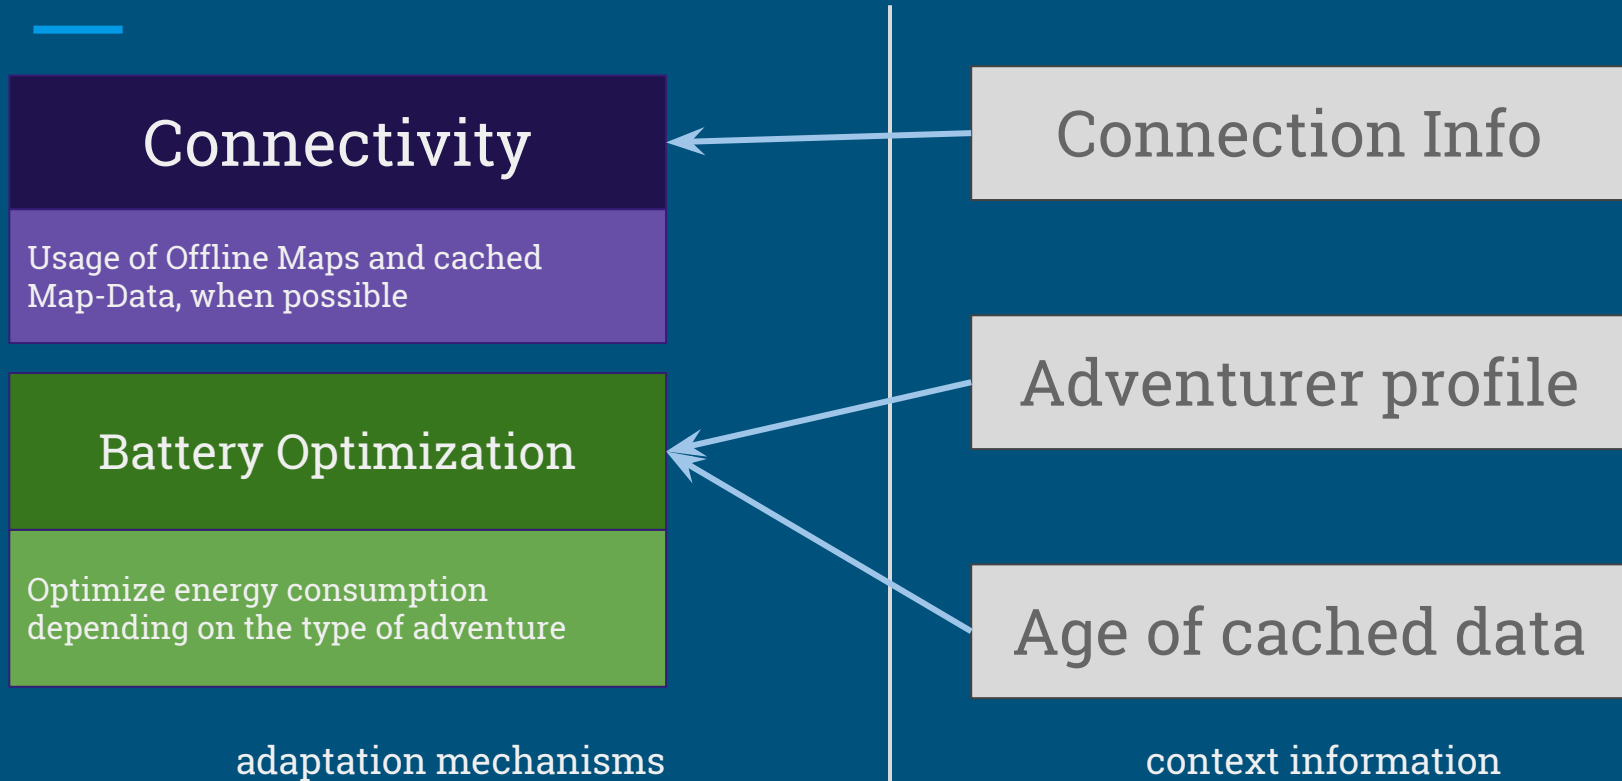 Connectivity
Usage of Offline Maps and cached
Map-Data, when possible
Battery Optimization
Optimize energy consumption
depending on the type of adventure
adaptation mechanisms
Connection Info
Adventurer profile
Age of cached data
context information